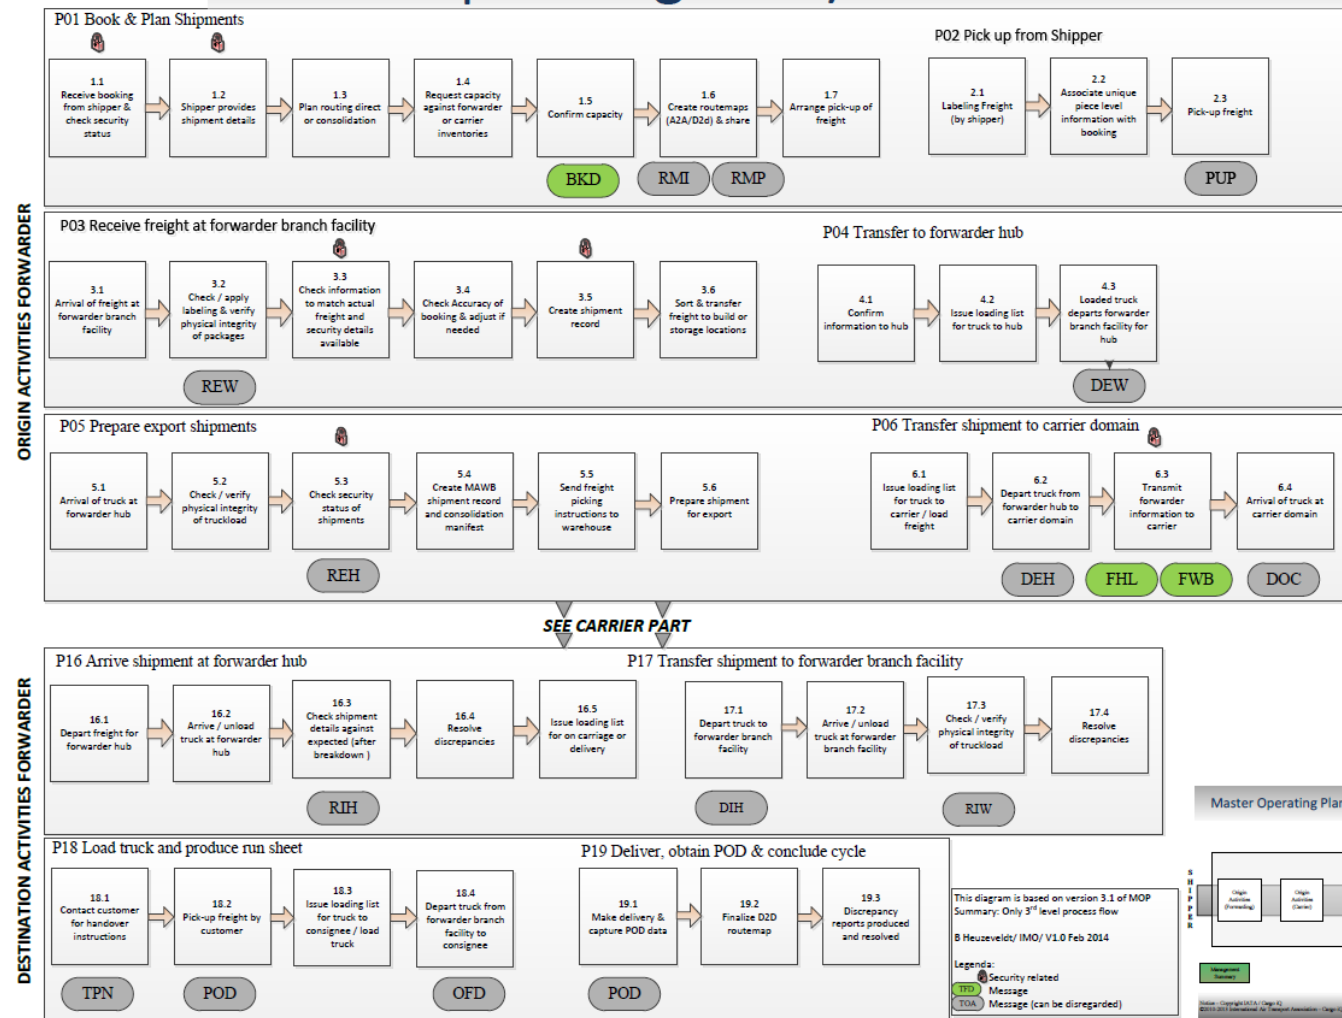 P01 Book & Plan Shipments
1.1
Receive booking
from shipper &
check security
status
1.2
Shipper provides
shipment details
1.3
Plan routing direct
or consolidation
1.4
Request capacity
against forwarder
or carrier
inventories
1.5
Confirm capacity
1.6
Create routemaps
(A2A/D2d) & share
1.7
Arrange pick-up of
freight
BKD
RMI
RMP
P02 Pick up from Shipper
2.1
Labeling Freight
(by shipper)
2.2
Associate unique
piece level
information with
booking
2.3
Pick-up freight
PUP
ORIGIN ACTIVITIES FORWARDER
P03 Receive freight at forwarder branch facility
3.1
Arrival of freight at
forwarder branch
facility
3.2
Check / apply
labeling & verify
physical integrity
of packages
3.3
Check information
to match actual
freight and
security details
available
3.4
Check Accuracy of
booking & adjust if
needed
3.5
Create shipment
record
3.6
Sort & transfer
freight to build or
storage locations
REW
P04 Transfer to forwarder hub
4.1
Confirm
information to hub
4.2
Issue loading list
for truck to hub
4.3
Loaded truck
departs forwarder
branch facility for
hub
DEW
P05 Prepare export shipments
5.1
Arrival of truck at
forwarder hub
5.2
Check / verify
physical integrity
of truckload
5.3
Check security
status of
shipments
5.4
Create MAWB
shipment record
and consolidation
manifest
5.5
Send freight
picking
instructions to
warehouse
5.6
Prepare shipment
for export
REH
P06 Transfer shipment to carrier domain
6.1
Issue loading list
for truck to
carrier / load
freight
6.2
Depart truck from
forwarder hub to
carrier domain
6.3
Transmit
forwarder
information to
carrier
6.4
Arrival of truck at
carrier domain
DEH
FHL
FWB
DOC
SEE CARRIER PART
DESTINATION ACTIVITIES FORWARDER
P16 Arrive shipment at forwarder hub
16.1
Depart freight for
forwarder hub
16.2
Arrive / unload
truck at forwarder
hub
16.3
Check shipment
details against
expected (after
breakdown )
16.4
Resolve
discrepancies
16.5
Issue loading list
for on carriage or
delivery
RIH
P17 Transfer shipment to forwarder branch facility
17.1
Depart truck to
forwarder branch
facility
17.2
Arrive / unload
truck at forwarder
branch facility
17.3
Check / verify
physical integrity
of truckload
17.4
Resolve
discrepancies
DIH
RIW
P18 Load truck and produce run sheet
18.1
Contact customer
for handover
instructions
18.2
Pick-up freight by
customer
18.3
Issue loading list
for truck to
consignee / load
truck
18.4
Depart truck from
forwarder branch
facility to
consignee
TPN
POD
OFD
P19 Deliver, obtain POD & conclude cycle
19.1
Make delivery &
capture POD data
19.2
Finalize D2D
routemap
19.3
Discrepancy
reports produced
and resolved
POD
This diagram is based on version 3.1 of MOP
Summary: Only 3rd level process flow
B Heuzeveldt/ IMO/ V1.0 Feb 2014
Legenda:
Security related
TFD Message
TOA Message (can be disregarded)
Master Operating Plan
SHIPPER
Origin
Activities
(Forwarding)
Origin
Activities
(Carrier)
Management
Summary